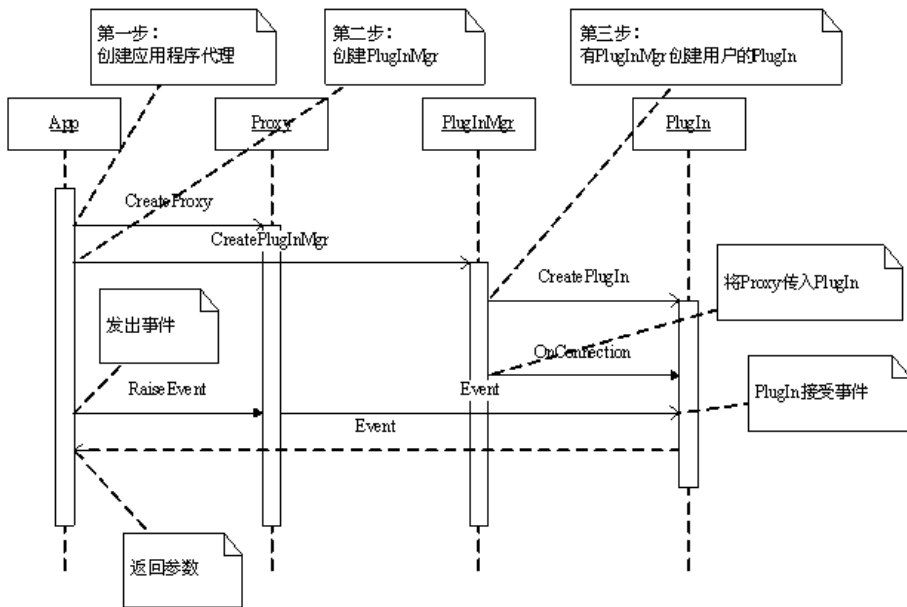 第一步：
创建应用程序代理
第二步：
创建PlugInMgr
第三步：
有PlugInMgr创建用户的PlugIn
App
Proxy
PlugInMgr
PlugIn
CreateProxy
CreatePlugInMgr
CreatePlugIn
将Proxy传入PlugIn
发出事件
OnConnection
RaiseEvent
Event
PlugIn接受事件
Event
返回参数